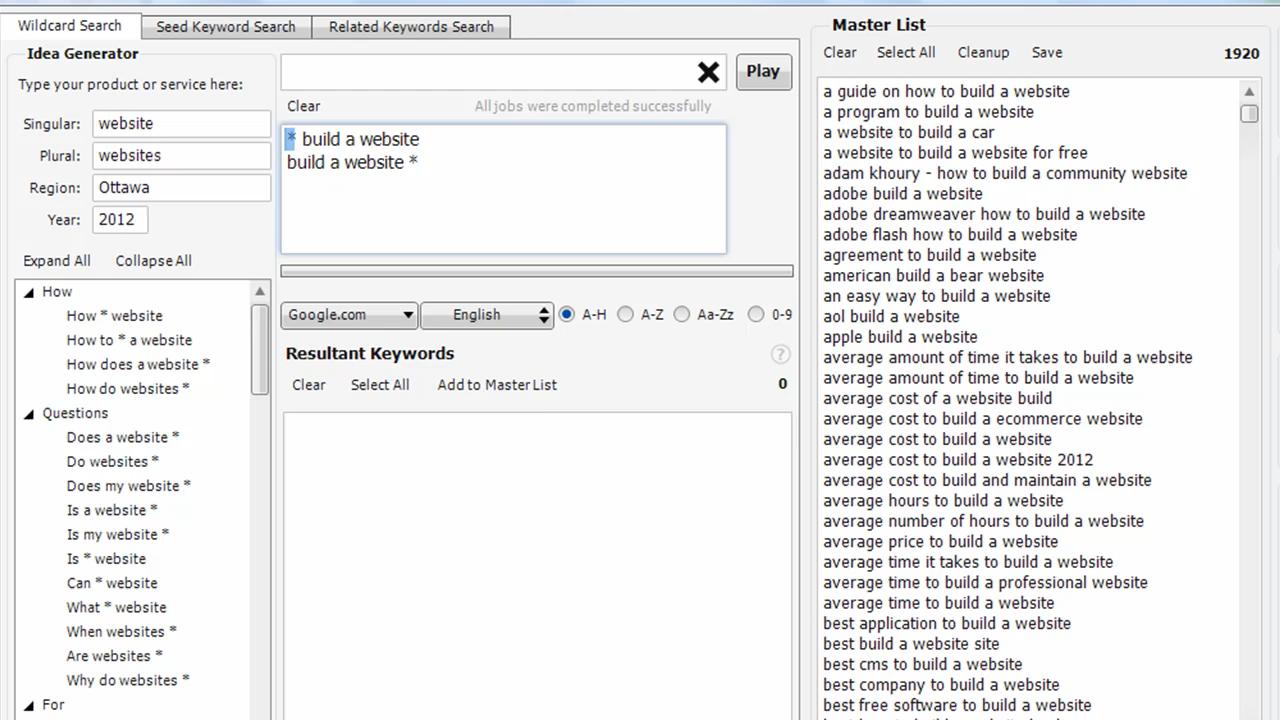 Wildcard Search
Seed Keyword Search
Related Keywords Search
Idea Generator
Type your product or service here:
Singular: website
Plural: websites
Region: Ottawa
Year: 2012
Expand All Collapse All
How
How * website
How to * a website
How does a website *
How do websites *
Questions
Does a website *
Do websites *
Does my website *
Is a website *
Is my website *
Is * website
Can * website
What * website
When websites *
Are websites *
Why do websites *
For
Play
Clear All jobs were completed successfully
* build a website
build a website *
Google.com English A-H A-Z Aa-Zz 0-9
Resultant Keywords ?
Clear Select All Add to Master List 0
Master List
Clear Select All Cleanup Save 1920
a guide on how to build a website
a program to build a website
a website to build a car
a website to build a website for free
adam khoury - how to build a community website
adobe build a website
adobe dreamweaver how to build a website
adobe flash how to build a website
agreement to build a website
american build a bear website
an easy way to build a website
aol build a website
apple build a website
average amount of time it takes to build a website
average amount of time to build a website
average cost of a website build
average cost to build a ecommerce website
average cost to build a website
average cost to build a website 2012
average cost to build and maintain a website
average hours to build a website
average number of hours to build a website
average price to build a website
average time it takes to build a website
average time to build a professional website
average time to build a website
best application to build a website
best build a website site
best cms to build a website
best company to build a website
best free software to build a website